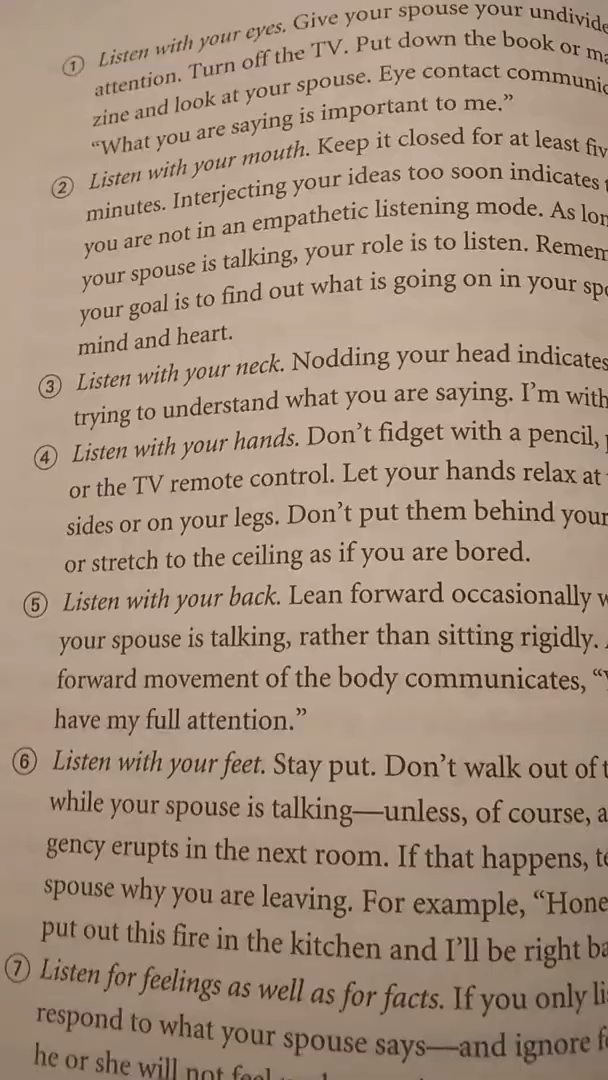 ① Listen with your eyes. Give your spouse your undivide
attention. Turn off the TV. Put down the book or ma
zine and look at your spouse. Eye contact communic
“What you are saying is important to me.”
② Listen with your mouth. Keep it closed for at least fiv
minutes. Interjecting your ideas too soon indicates
you are not in an empathetic listening mode. As lon
your spouse is talking, your role is to listen. Remem
your goal is to find out what is going on in your spo
mind and heart.
③ Listen with your neck. Nodding your head indicates
trying to understand what you are saying. I’m with
④ Listen with your hands. Don’t fidget with a pencil,
or the TV remote control. Let your hands relax at
sides or on your legs. Don’t put them behind your
or stretch to the ceiling as if you are bored.
⑤ Listen with your back. Lean forward occasionally w
your spouse is talking, rather than sitting rigidly.
forward movement of the body communicates, “Y
have my full attention.”
⑥ Listen with your feet. Stay put. Don’t walk out of t
while your spouse is talking—unless, of course, a
gency erupts in the next room. If that happens, te
spouse why you are leaving. For example, “Hone
put out this fire in the kitchen and I’ll be right ba
⑦ Listen for feelings as well as for facts. If you only li
respond to what your spouse says—and ignore f
he or she will not feel